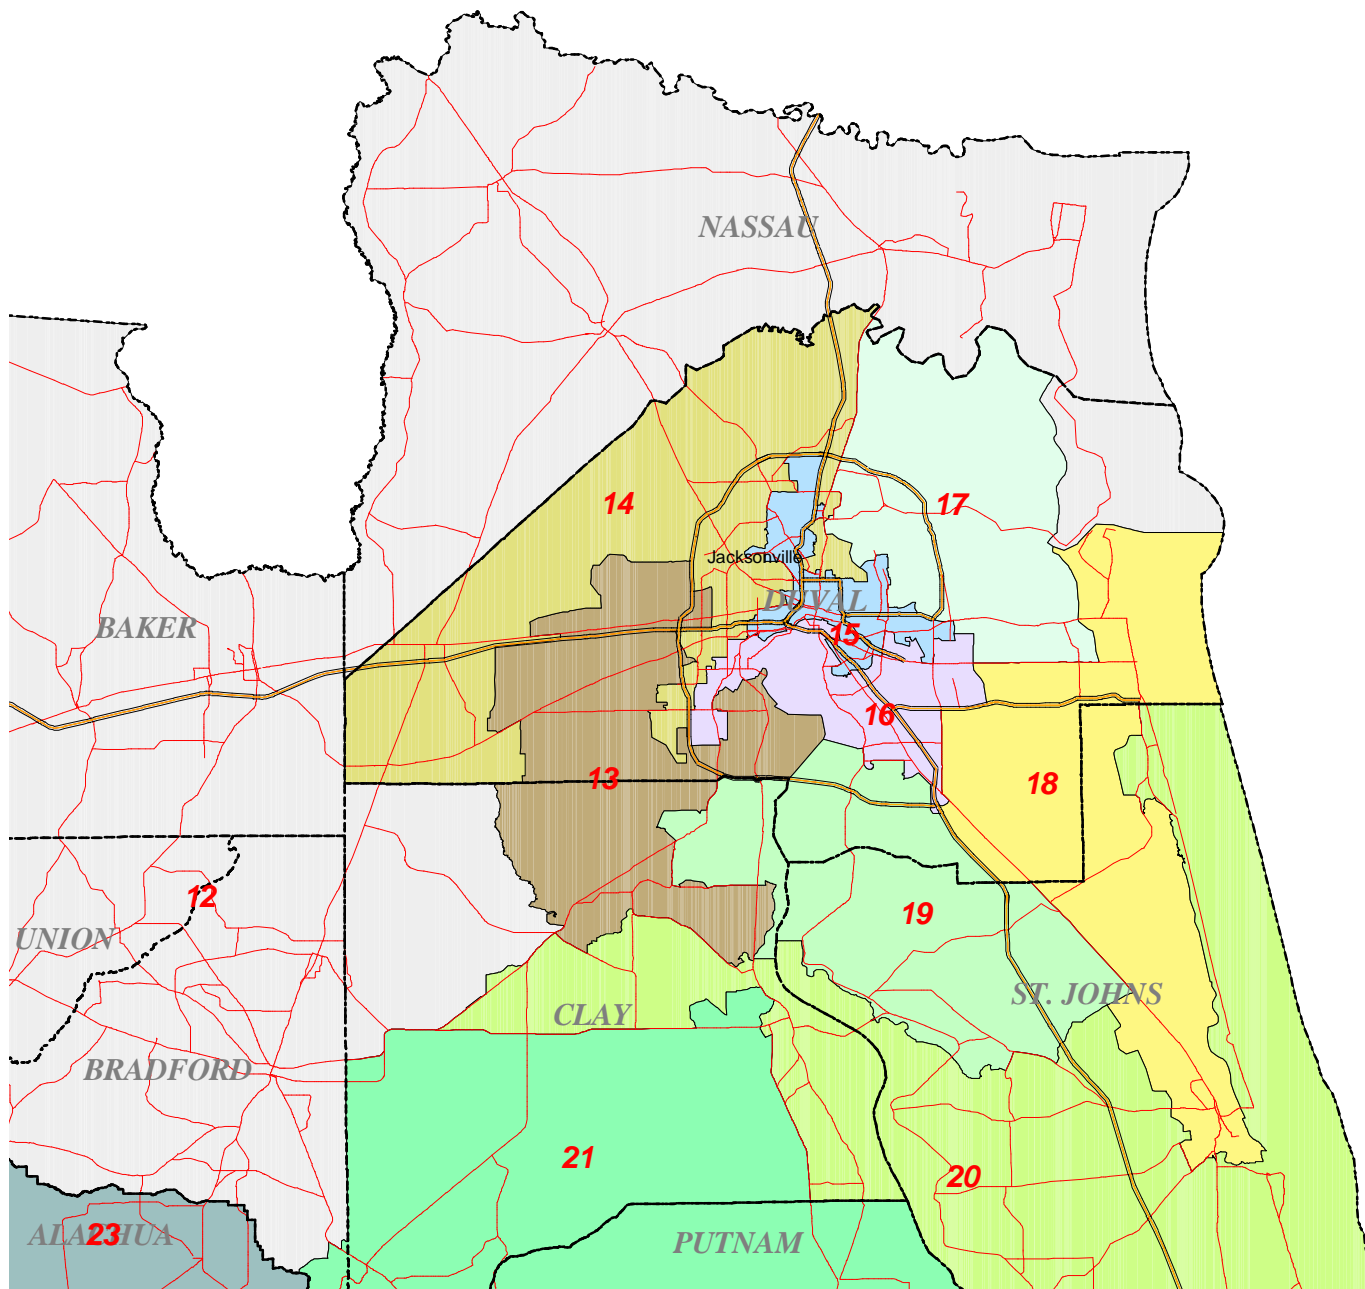 NASSAU
14
17
Jacksonville
DUVAL
BAKER
15
16
13
18
12
19
UNION
ST. JOHNS
CLAY
BRADFORD
21
20
ALACHUA
23
PUTNAM